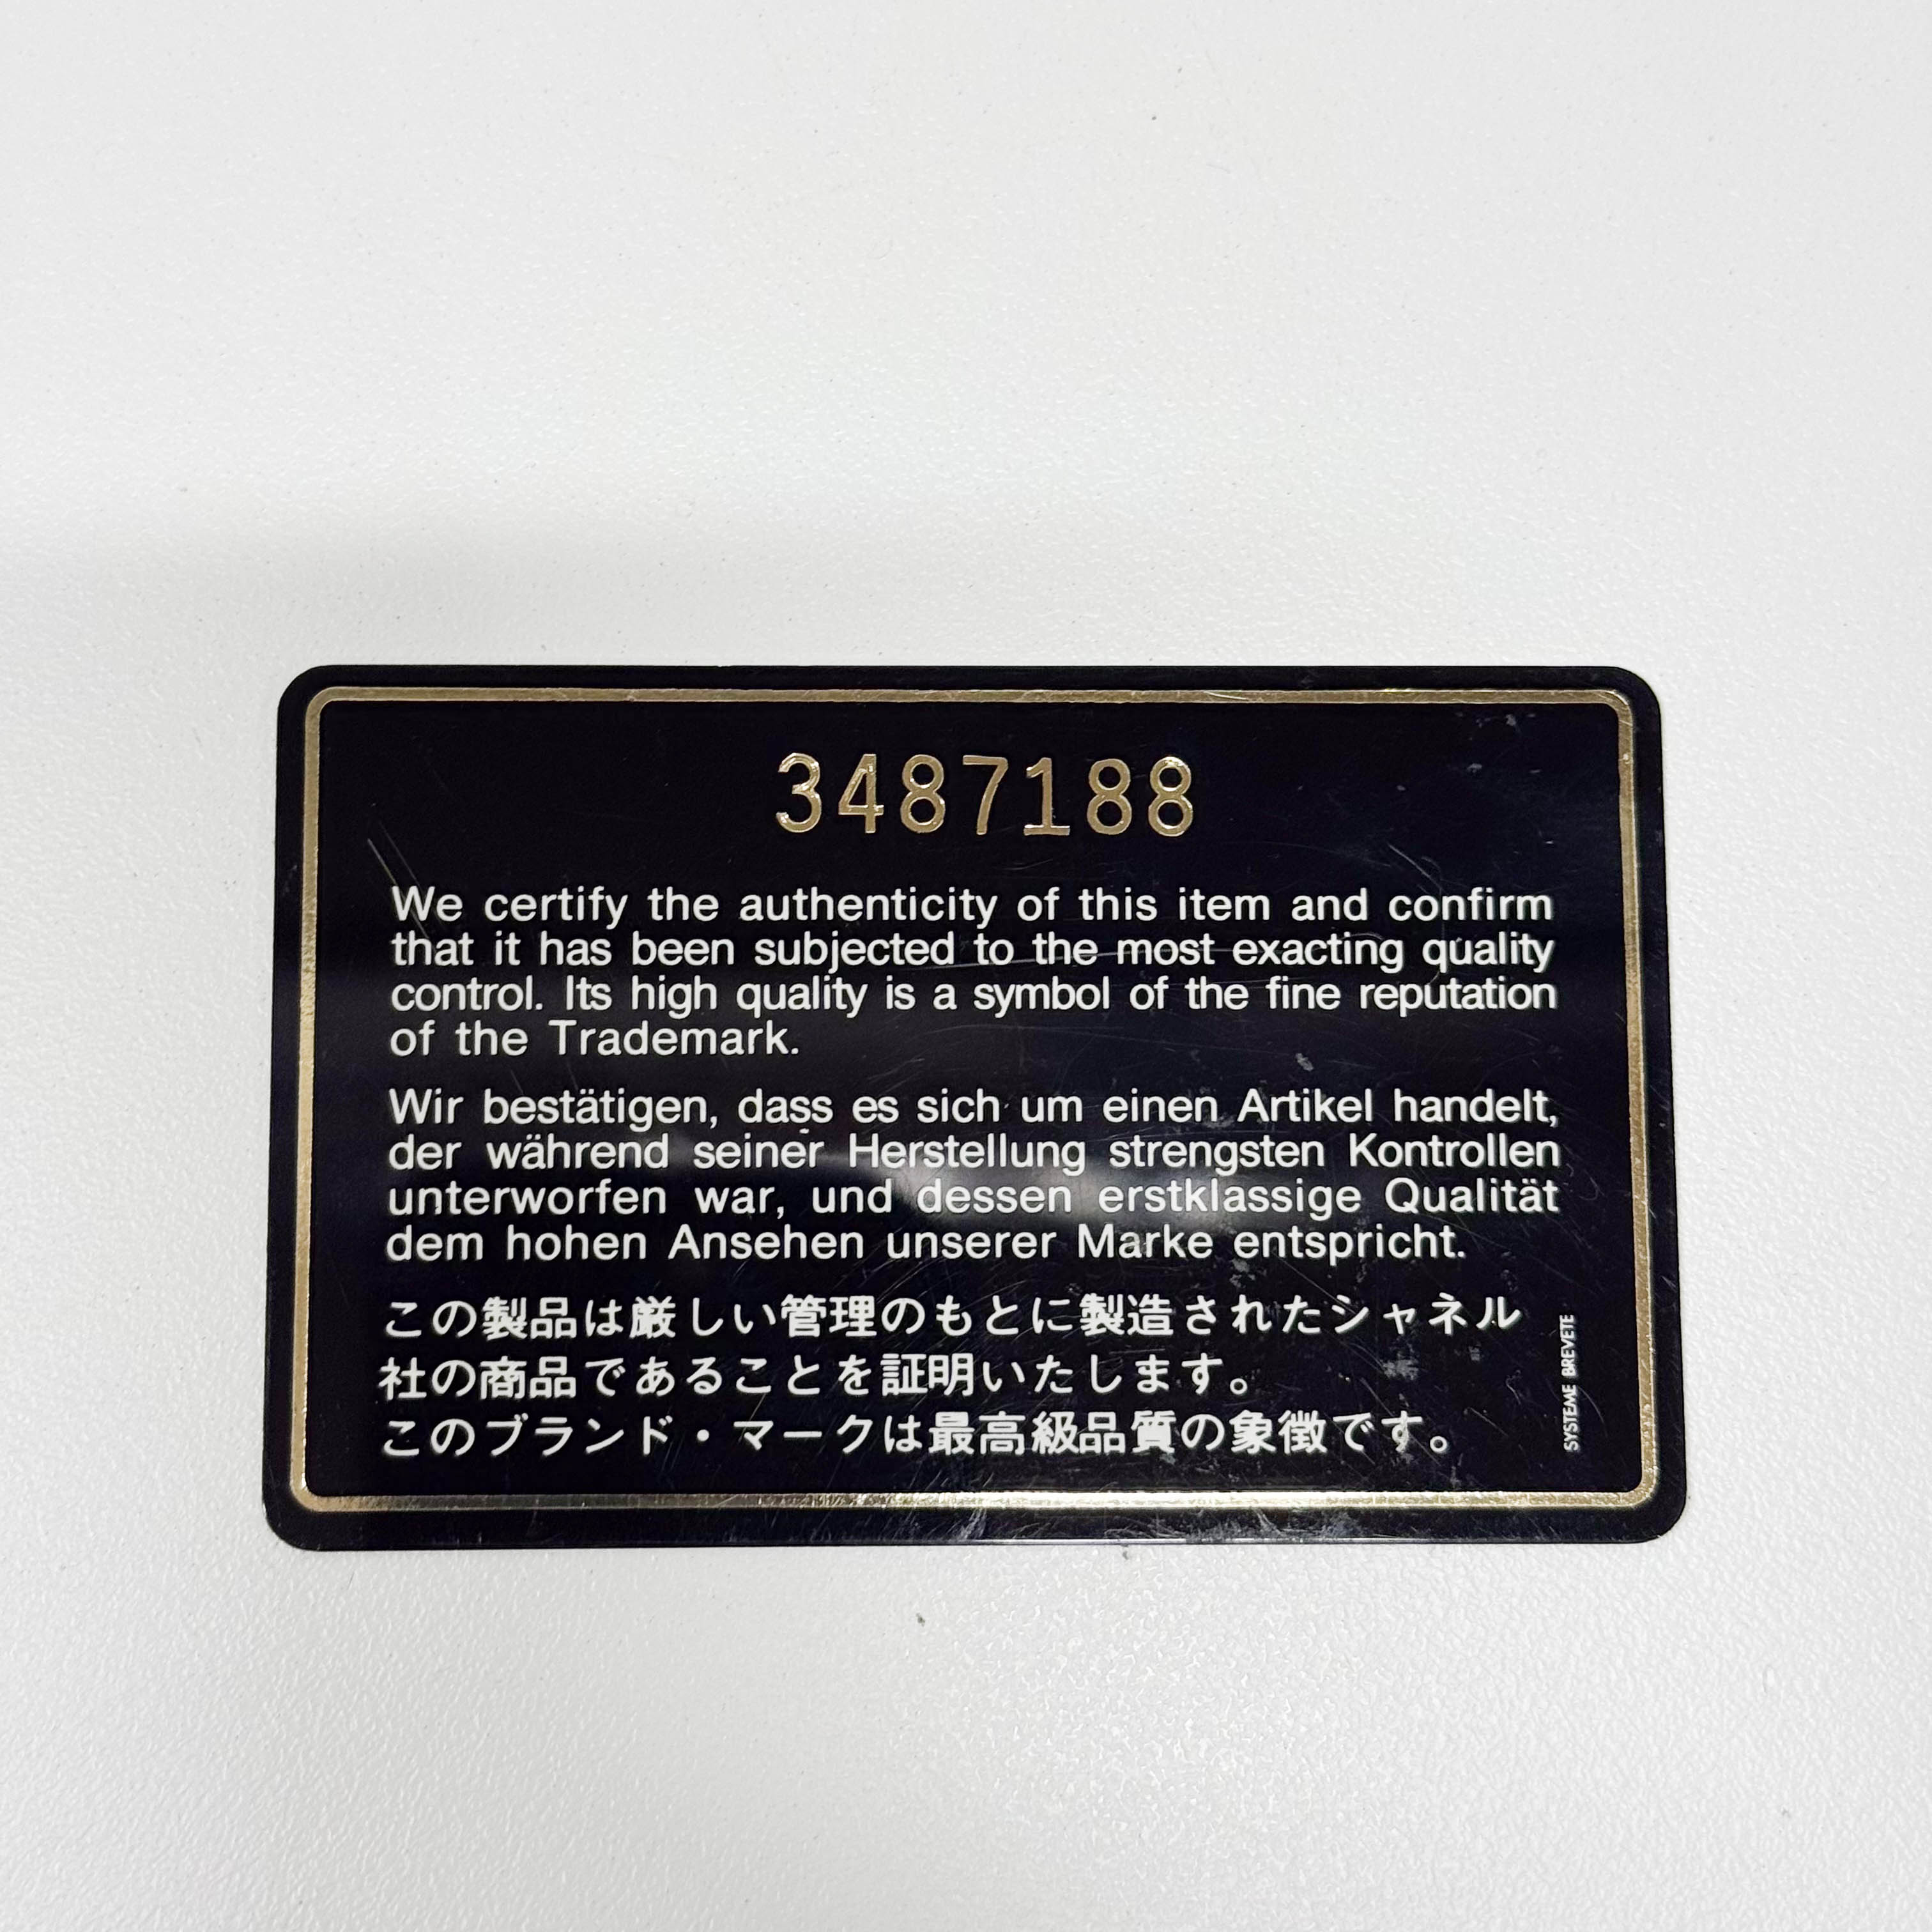 3487188
We certify the authenticity of this item and confirm
that it has been subjected to the most exacting quality
control. Its high quality is a symbol of the fine reputation
of the Trademark.
Wir bestätigen, dass es sich um einen Artikel handelt,
der während seiner Herstellung strengsten Kontrollen
unterworfen war, und dessen erstklassige Qualität
dem hohen Ansehen unserer Marke entspricht.
この製品は厳しい管理のもとに製造されたシャネル
社の商品であることを証明いたします。
このブランド・マークは最高級品質の象徴です。
SYSTEME BREVETE